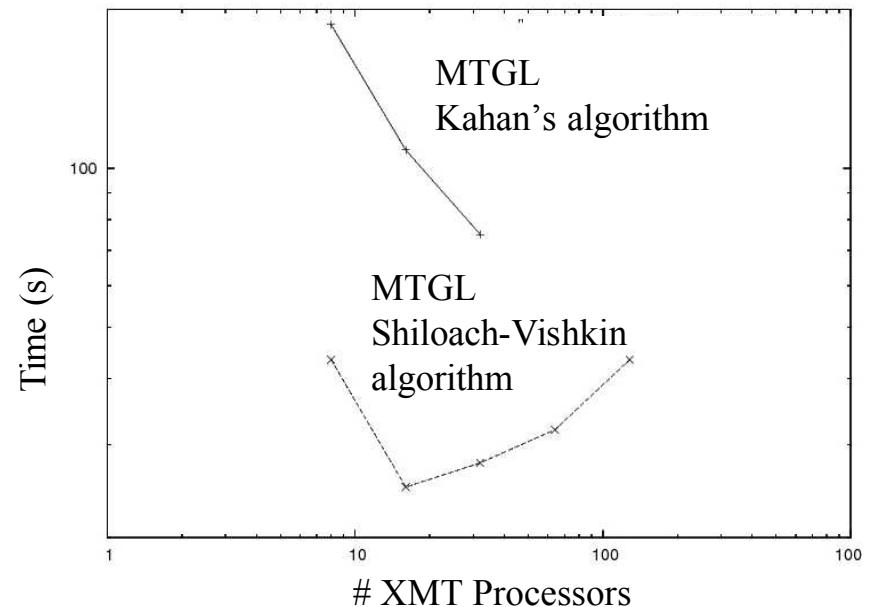 "
MTGL
Kahan's algorithm
100
MTGL
Shiloach-Vishkin
algorithm
Time (s)
1 10 100 100
# XMT Processors